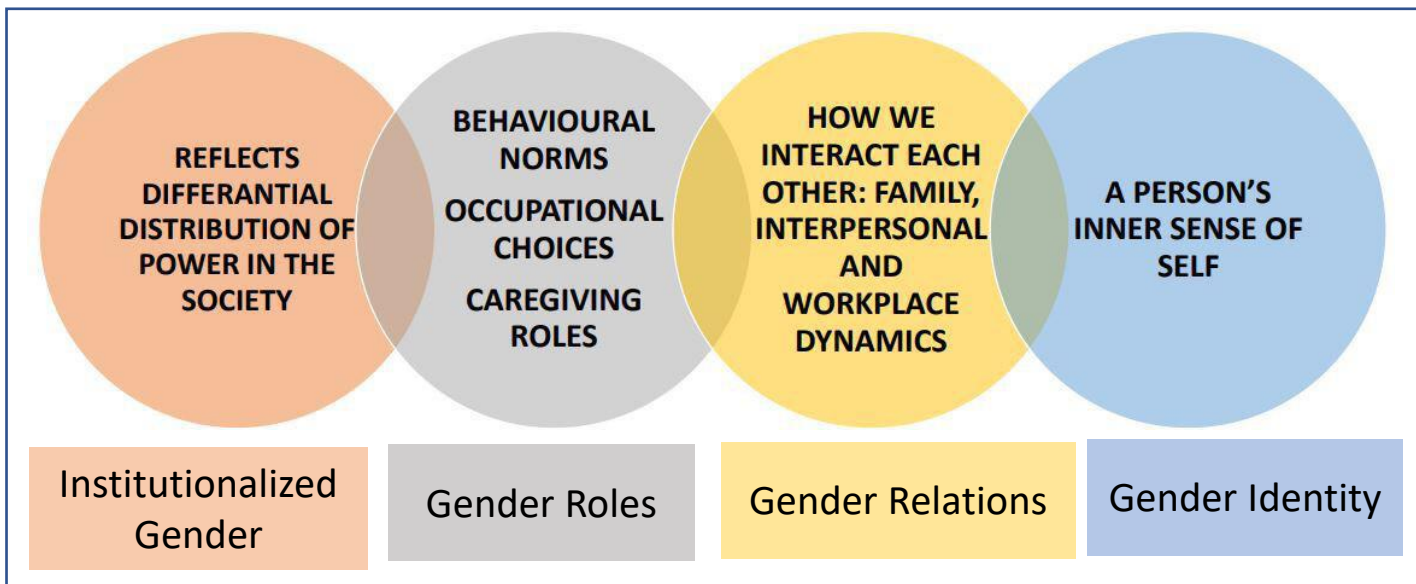 REFLECTS
DIFFERANTIAL
DISTRIBUTION OF
POWER IN THE
SOCIETY
BEHAVIOURAL
NORMS
OCCUPATIONAL
CHOICES
CAREGIVING
ROLES
HOW WE
INTERACT EACH
OTHER: FAMILY,
INTERPERSONAL
AND
WORKPLACE
DYNAMICS
A PERSON’S
INNER SENSE OF
SELF
Institutionalized
Gender
Gender Roles
Gender Relations
Gender Identity